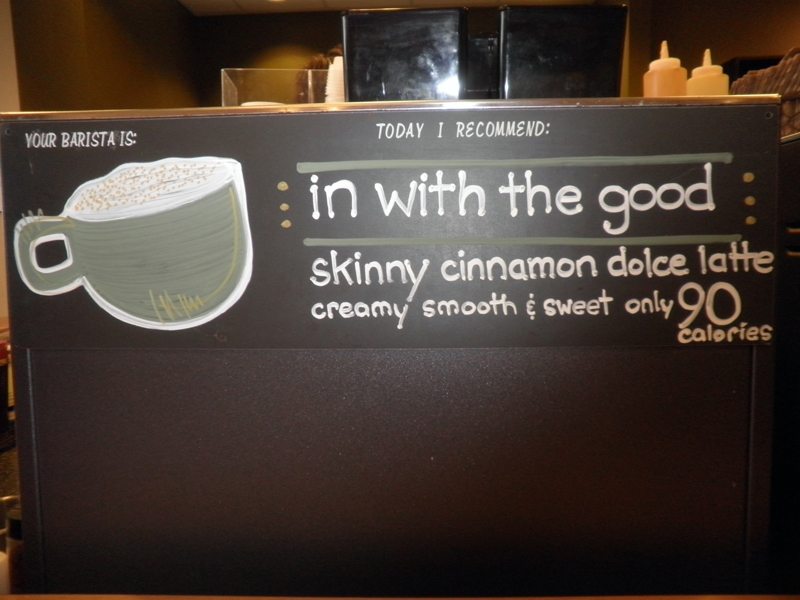 YOUR BARISTA IS:
TODAY I RECOMMEND:
in with the good
skinny cinnamon dolce latte
creamy smooth & sweet only 90
calories